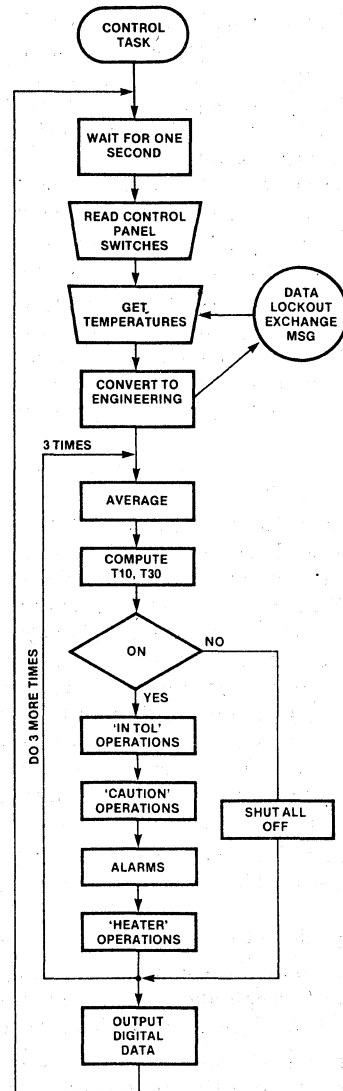 CONTROL
TASK
WAIT FOR ONE
SECOND
READ CONTROL
PANEL
SWITCHES
GET
TEMPERATURES
DATA
LOCKOUT
EXCHANGE
MSG
CONVERT TO
ENGINEERING
3 TIMES
AVERAGE
COMPUTE
T10, T30
ON
NO
YES
DO 3 MORE TIMES
'IN TOL'
OPERATIONS
'CAUTION'
OPERATIONS
SHUT ALL
OFF
ALARMS
'HEATER'
OPERATIONS
OUTPUT
DIGITAL
DATA